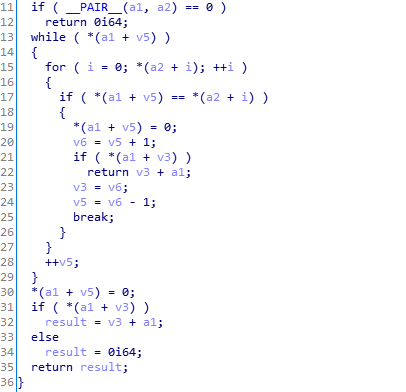 11 if ( __PAIR__(a1, a2) == 0 )
12 return 0i64;
13 while ( *(a1 + v5) )
14 {
15 for ( i = 0; *(a2 + i); ++i )
16 {
17 if ( *(a1 + v5) == *(a2 + i) )
18 {
19 *(a1 + v5) = 0;
20 v6 = v5 + 1;
21 if ( *(a1 + v3) )
22 return v3 + a1;
23 v3 = v6;
24 v5 = v6 - 1;
25 break;
26 }
27 }
28 ++v5;
29 }
30 *(a1 + v5) = 0;
31 if ( *(a1 + v3) )
32 result = v3 + a1;
33 else
34 result = 0i64;
35 return result;
36 }